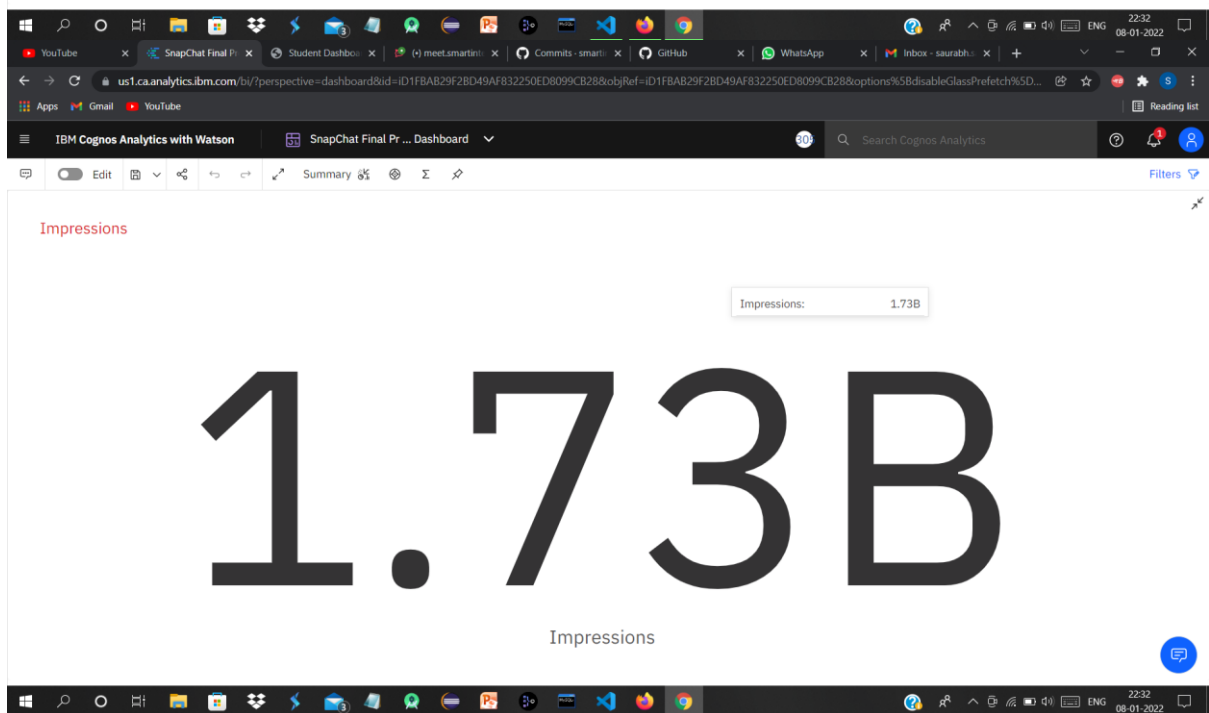 ENG
22:32
08-01-2022
YouTube
SnapChat Final Pr
Student Dashboa
(•) meet.smartint
Commits - smartin
GitHub
WhatsApp
Inbox - saurabh.s
us1.ca.analytics.ibm.com/bi/?perspective=dashboard&id=iD1FBAB29F2BD49AF832250ED8099CB28&objRef=iD1FBAB29F2BD49AF832250ED8099CB28&options%5BdisableGlassPrefetch%5D...
Apps Gmail YouTube
Reading list
IBM Cognos Analytics with Watson
SnapChat Final Pr ... Dashboard
Search Cognos Analytics
1
Edit
Summary
Filters
Impressions
Impressions: 1.73B
1.73B
Impressions
ENG
22:32
08-01-2022